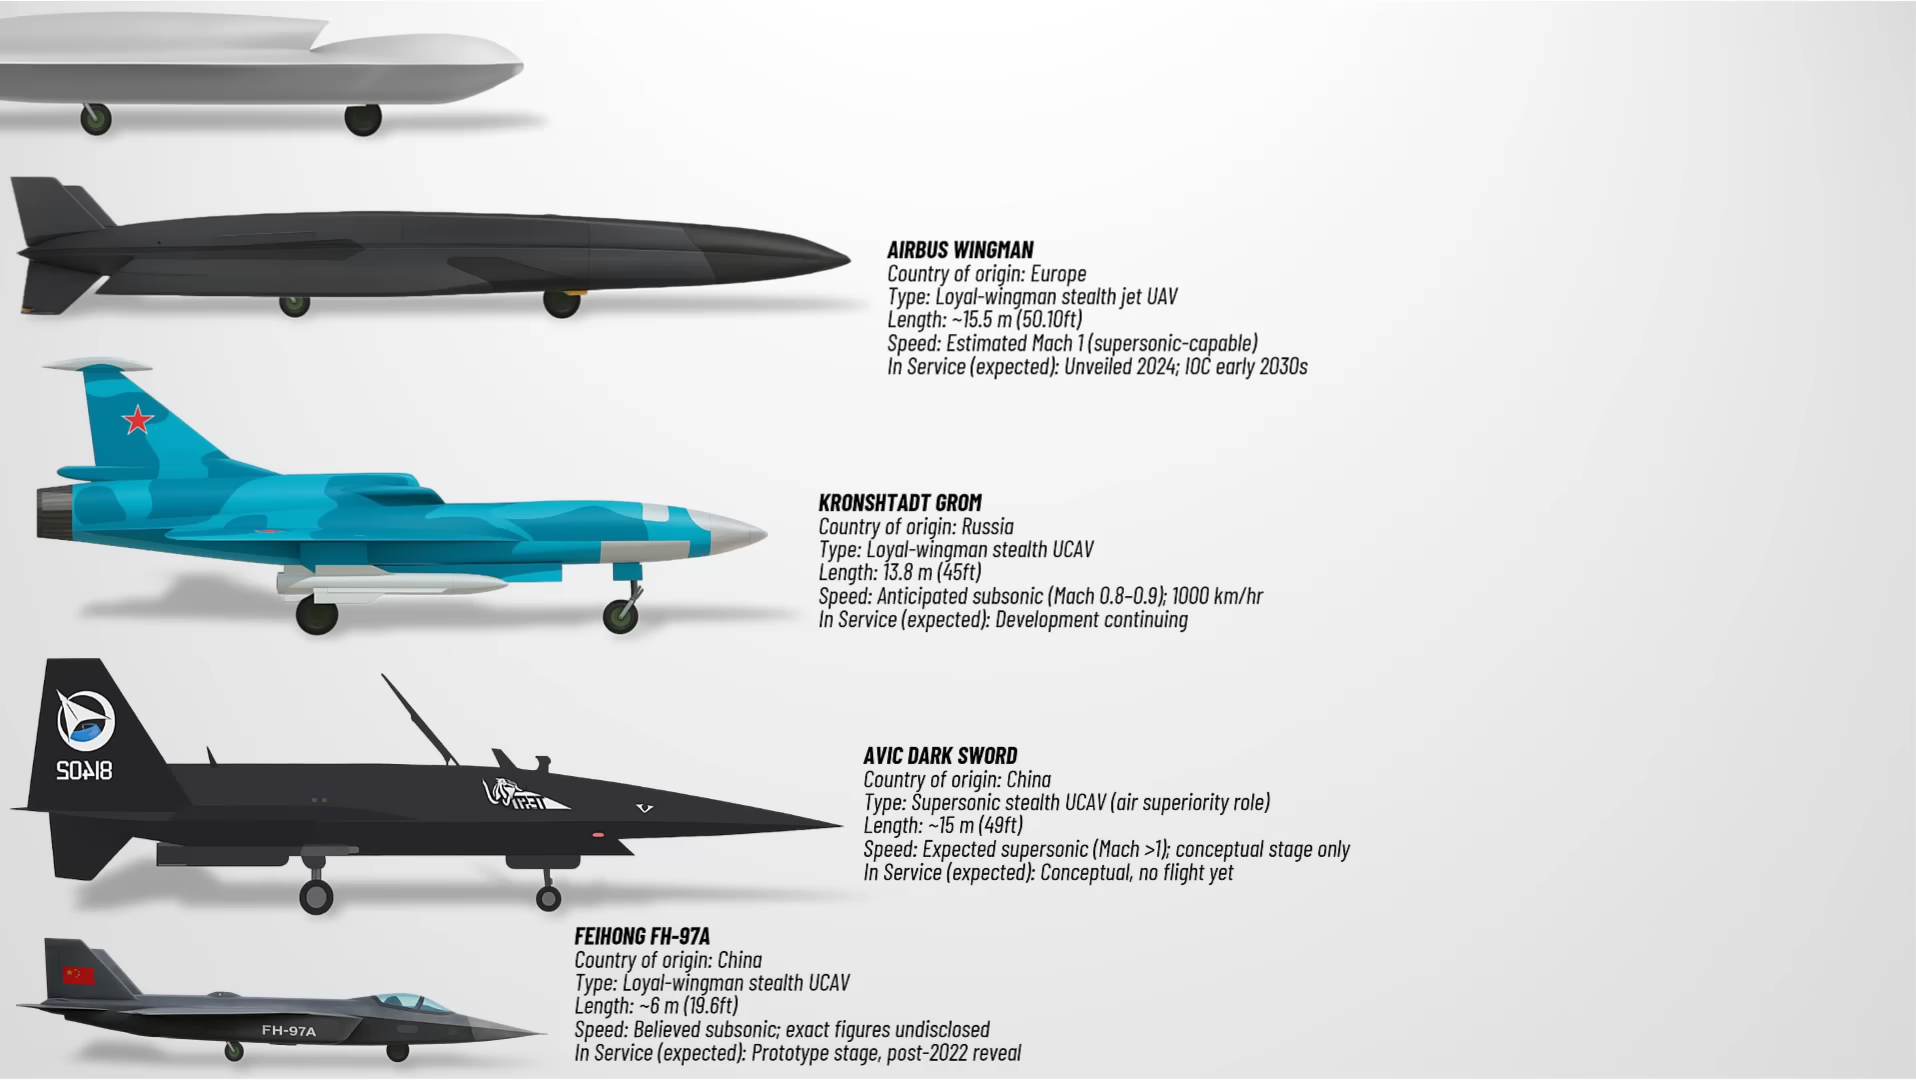 AIRBUS WINGMAN
Country of origin: Europe
Type: Loyal-wingman stealth jet UAV
Length: ~15.5 m (50.10ft)
Speed: Estimated Mach 1 (supersonic-capable)
In Service (expected): Unveiled 2024; IOC early 2030s
KRONSHTADT GROM
Country of origin: Russia
Type: Loyal-wingman stealth UCAV
Length: 13.8 m (45ft)
Speed: Anticipated subsonic (Mach 0.8–0.9); 1000 km/hr
In Service (expected): Development continuing
AVIC DARK SWORD
Country of origin: China
Type: Supersonic stealth UCAV (air superiority role)
Length: ~15 m (49ft)
Speed: Expected supersonic (Mach >1); conceptual stage only
In Service (expected): Conceptual, no flight yet
FEIHONG FH-97A
Country of origin: China
Type: Loyal-wingman stealth UCAV
Length: ~6 m (19.6ft)
Speed: Believed subsonic; exact figures undisclosed
In Service (expected): Prototype stage, post-2022 reveal
FH-97A